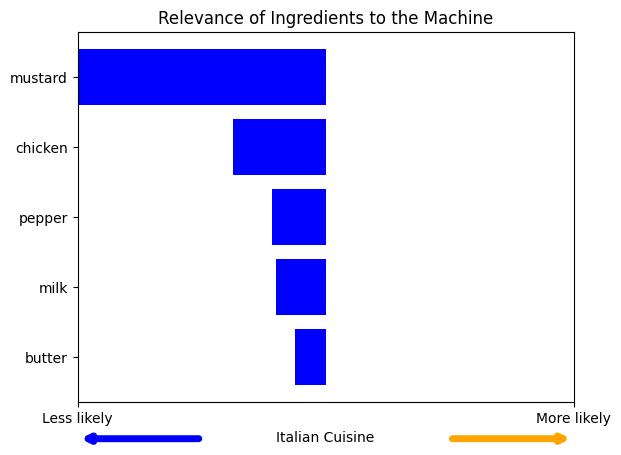 Relevance of Ingredients to the Machine
mustard
chicken
pepper
milk
butter
Less likely
More likely
Italian Cuisine